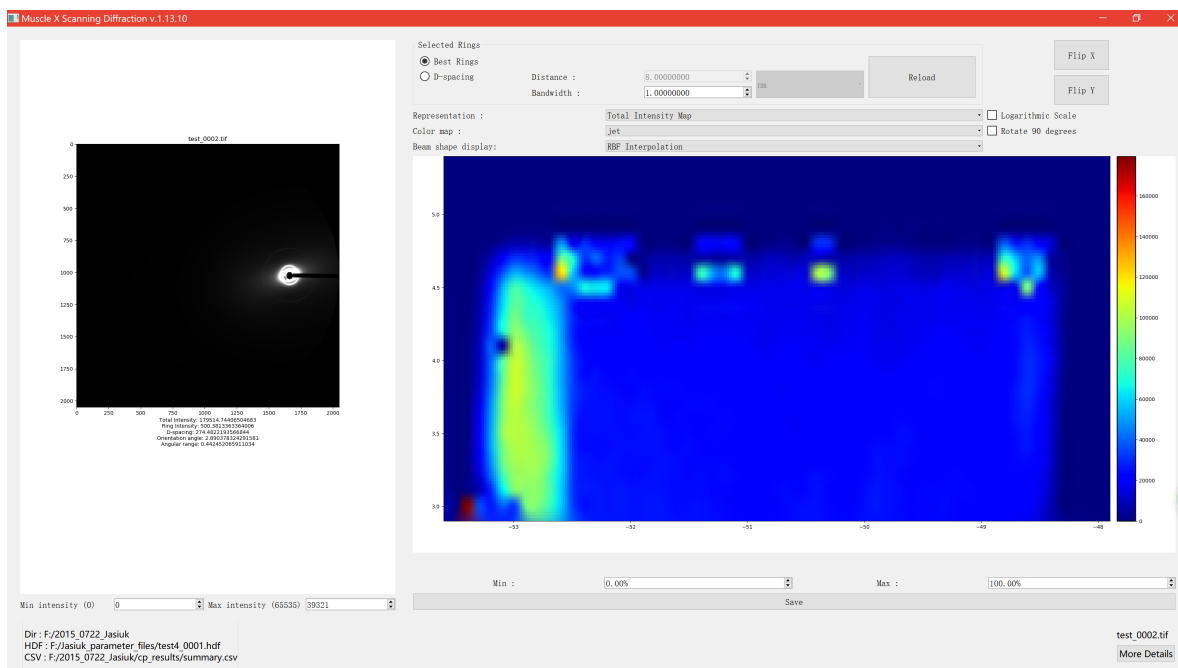 Muscle X Scanning Diffraction v.1.13.10
test_0002.tif
0
250
500
750
1000
1250
1500
1750
2000
0 250 500 750 1000 1250 1500 1750 2000
Total Intensity: 179514.74406504683
Ring Intensity: 500.3813363364006
D-spacing: 274.4822193566844
Orientation angle: 2.890378324291581
Angular range: 0.442452065911034
Min intensity (0) 0 Max intensity (65535) 39321
Selected Rings
Best Rings
D-spacing Distance : 8.00000000
Bandwidth : 1.00000000
Reload
Flip X
Flip Y
Representation : Total Intensity Map Logarithmic Scale
Color map : jet Rotate 90 degrees
Beam shape display: RBF Interpolation
5.0
4.5
4.0
3.5
3.0
−53 −52 −51 −50 −49 −48
160000
140000
120000
100000
80000
60000
40000
20000
0
Min : 0.00% Max : 100.00%
Save
Dir : F:/2015_0722_Jasiuk
HDF : F:/Jasiuk_parameter_files/test4_0001.hdf
CSV : F:/2015_0722_Jasiuk/cp_results/summary.csv
test_0002.tif
More Details